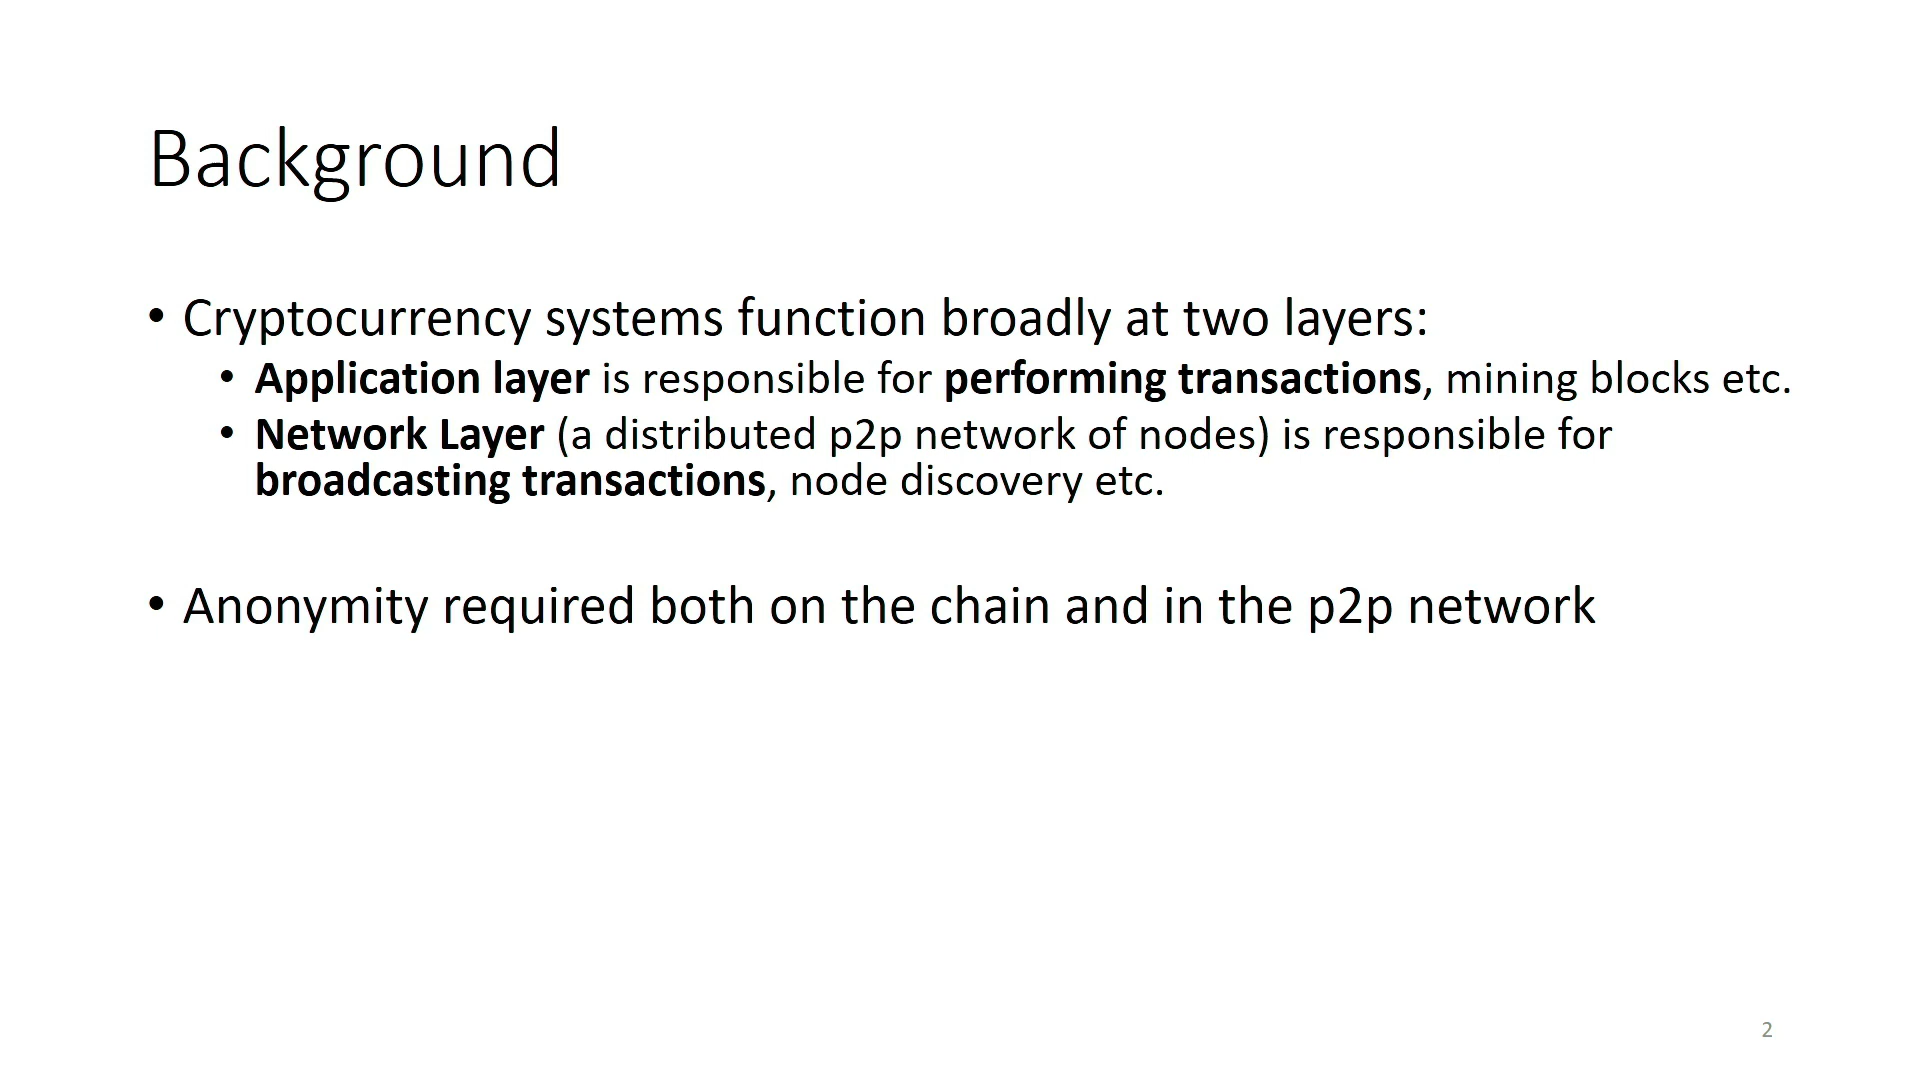 Background
• Cryptocurrency systems function broadly at two layers:
• Application layer is responsible for performing transactions, mining blocks etc.
• Network Layer (a distributed p2p network of nodes) is responsible for
broadcasting transactions, node discovery etc.
• Anonymity required both on the chain and in the p2p network
2